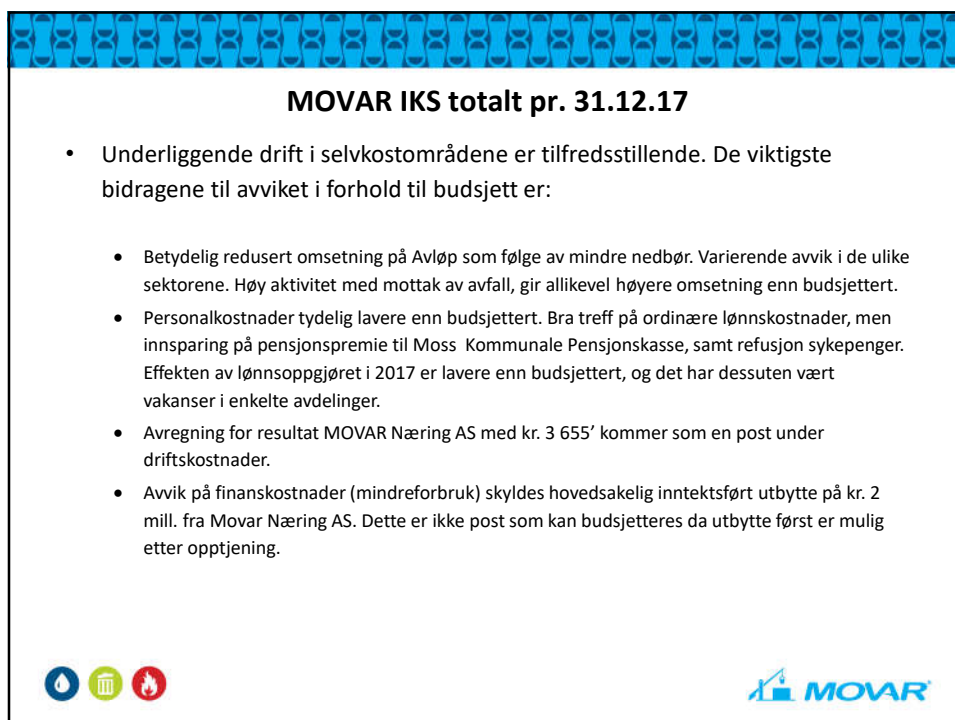 MOVAR IKS totalt pr. 31.12.17
• Underliggende drift i selvkostområdene er tilfredsstillende. De viktigste
bidragene til avviket i forhold til budsjett er:
• Betydelig redusert omsetning på Avløp som følge av mindre nedbør. Varierende avvik i de ulike
sektorene. Høy aktivitet med mottak av avfall, gir allikevel høyere omsetning enn budsjettert.
• Personalkostnader tydelig lavere enn budsjettert. Bra treff på ordinære lønnskostnader, men
innsparing på pensjonspremie til Moss  Kommunale Pensjonskasse, samt refusjon sykepenger.
Effekten av lønnsoppgjøret i 2017 er lavere enn budsjettert, og det har dessuten vært
vakanser i enkelte avdelinger.
• Avregning for resultat MOVAR Næring AS med kr. 3 655’ kommer som en post under
driftskostnader.
• Avvik på finanskostnader (mindreforbruk) skyldes hovedsakelig inntektsført utbytte på kr. 2
mill. fra Movar Næring AS. Dette er ikke post som kan budsjetteres da utbytte først er mulig
etter opptjening.
MOVAR